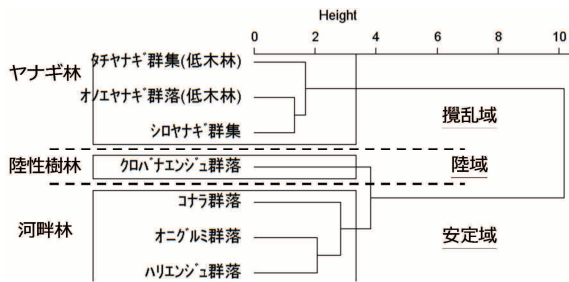 Height
0 2 4 6 8 10
ヤナギ林
タチヤナギ群集(低木林)
オノエヤナギ群落(低木林)
シロヤナギ群集
攪乱域
陸性樹林
クロバナエンジュ群落
陸域
河畔林
コナラ群落
オニグルミ群落
ハリエンジュ群落
安定域